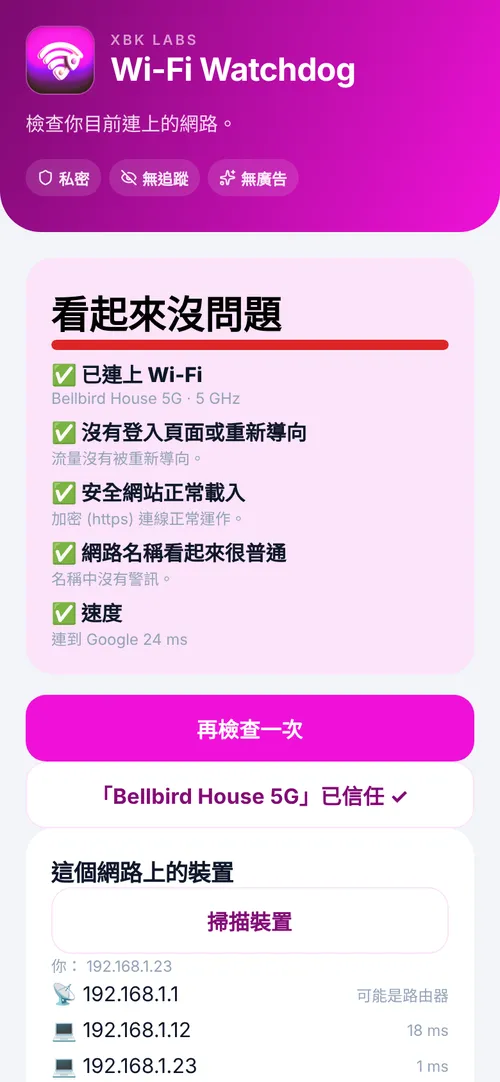 XBK LABS
Wi-Fi Watchdog
檢查你目前連上的網路。
私密
無追蹤
無廣告
看起來沒問題
✅ 已連上 Wi-Fi
Bellbird House 5G · 5 GHz
✅ 沒有登入頁面或重新導向
流量沒有被重新導向。
✅ 安全網站正常載入
加密 (https) 連線正常運作。
✅ 網路名稱看起來很普通
名稱中沒有警訊。
✅ 速度
連到 Google 24 ms
再檢查一次
「Bellbird House 5G」已信任 ✓
這個網路上的裝置
掃描裝置
你： 192.168.1.23
📡 192.168.1.1 可能是路由器
💻 192.168.1.12 18 ms
💻 192.168.1.23 1 ms